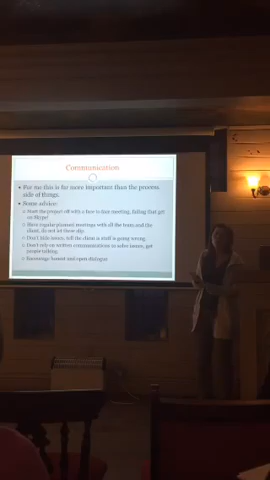 Communication
For me this is far more important than the process
side of things.
Some advice:
Start the project off with a face to face meeting, failing that get
on Skype!
Have regular planned meetings with all the team and the
client, do not let them slip.
Don't hide issues, tell the client is stuff is going wrong.
Don't rely on written communications to solve issues, get
people talking.
Encourage honest and open dialogue